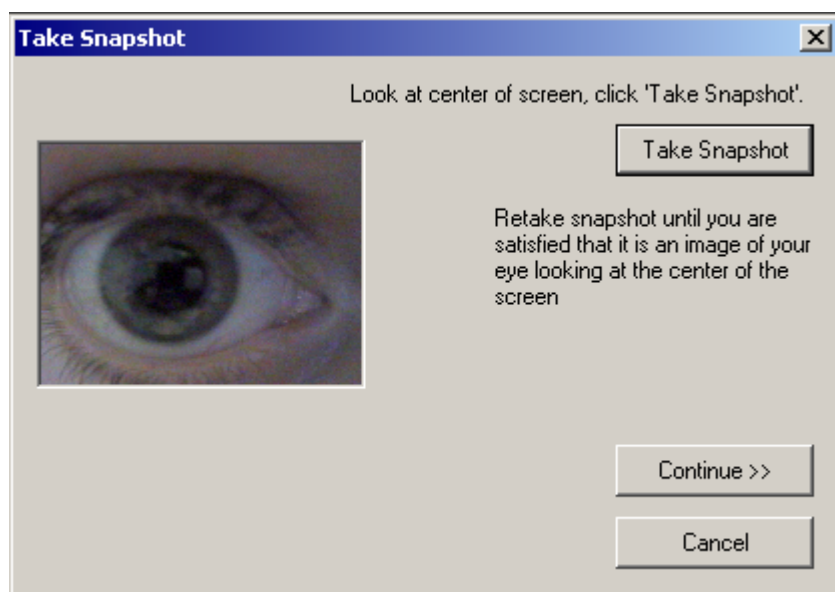 Take Snapshot
Look at center of screen, click 'Take Snapshot'.
Take Snapshot
Retake snapshot until you are
satisfied that it is an image of your
eye looking at the center of the
screen
Continue >>
Cancel